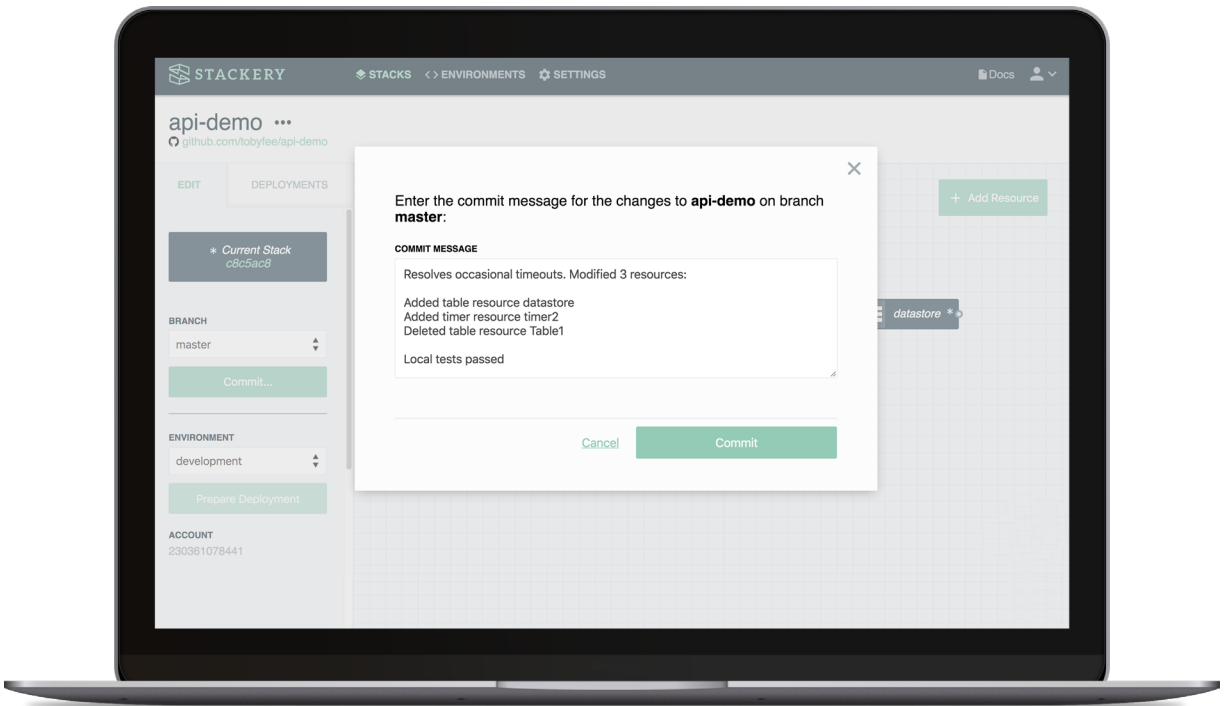 STACKERY
STACKS
<> ENVIRONMENTS
SETTINGS
Docs
api-demo •••
github.com/tobyfee/api-demo
EDIT
DEPLOYMENTS
* Current Stack
c8c5ac8
BRANCH
master
Commit...
ENVIRONMENT
development
Prepare Deployment
ACCOUNT
230361078441
+ Add Resource
datastore *
×
Enter the commit message for the changes to api-demo on branch
master:
COMMIT MESSAGE
Resolves occasional timeouts. Modified 3 resources:
Added table resource datastore
Added timer resource timer2
Deleted table resource Table1
Local tests passed
Cancel
Commit